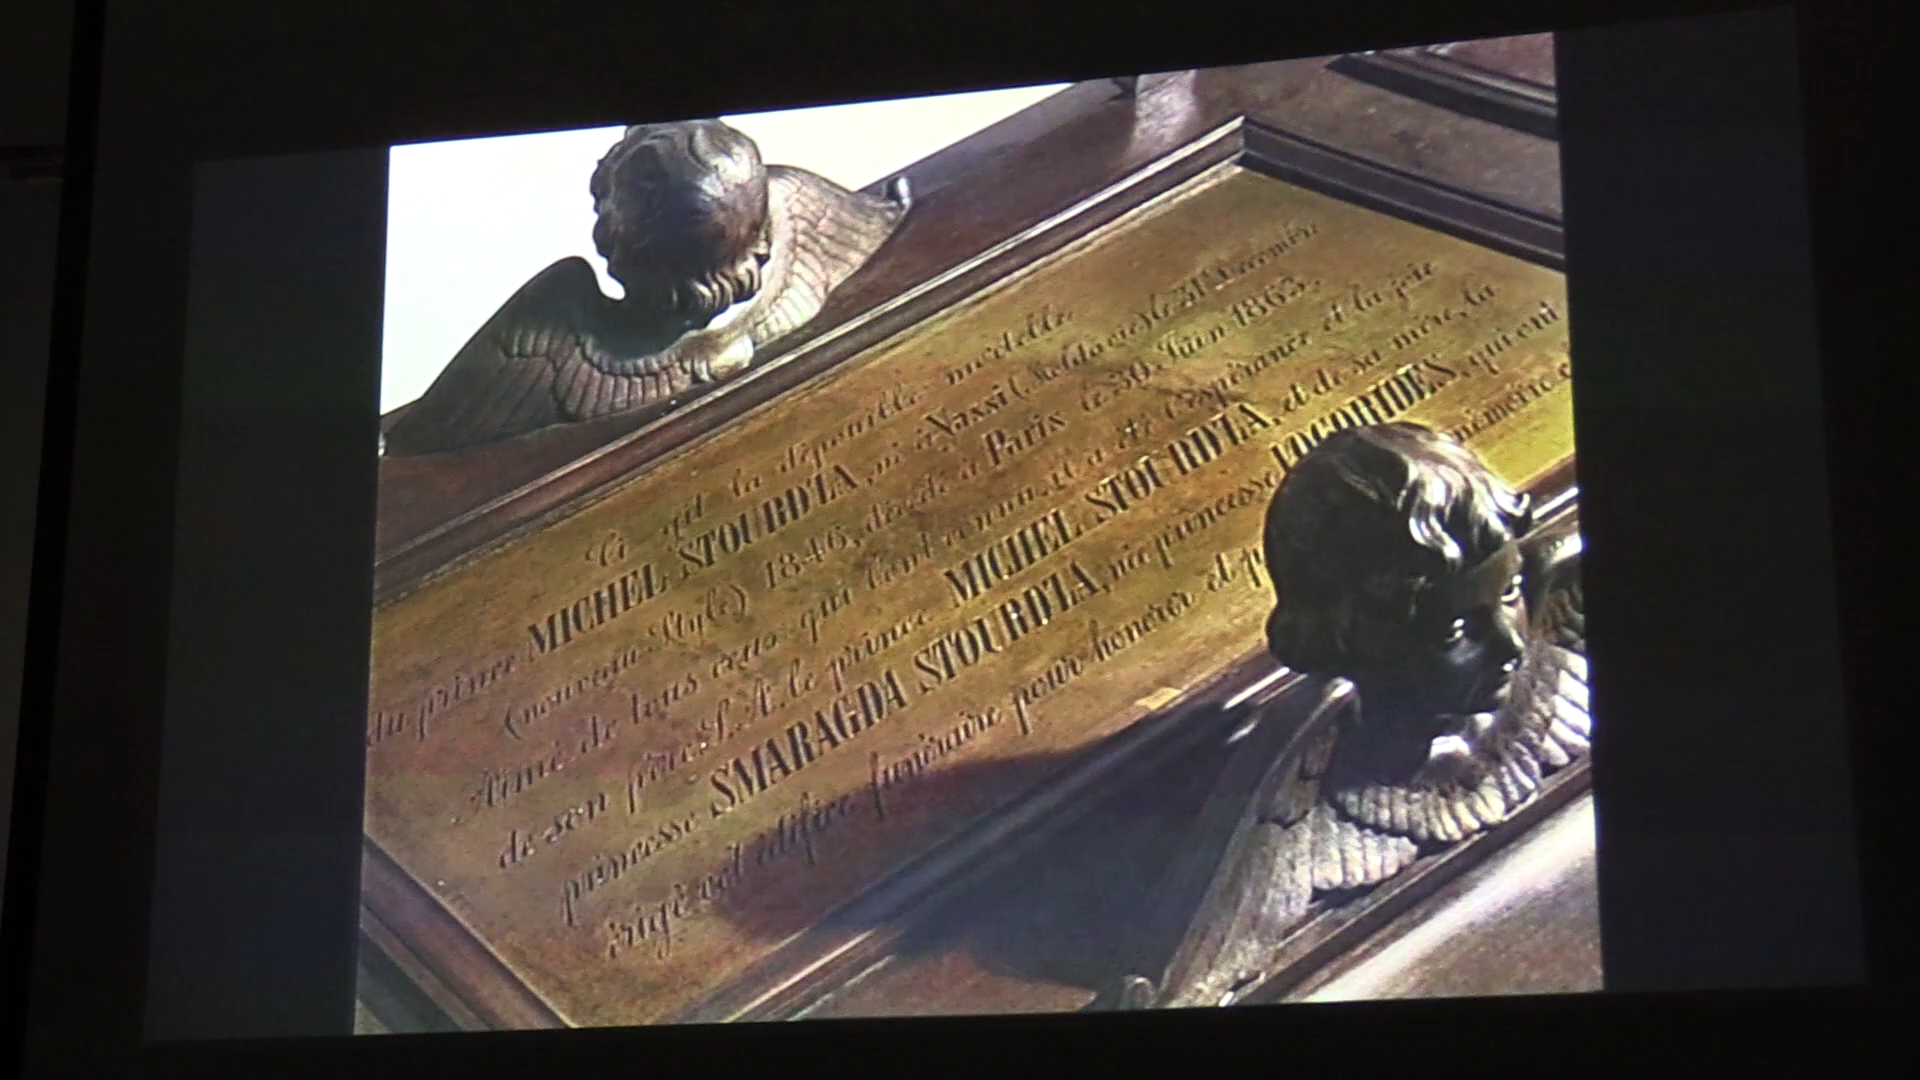 Ci gît la dépouille mortelle
du prince MICHEL STOURDZA, né à Yassi (Moldavie) le 31 Décembre
(nouveau Style) 1846, décédé à Paris le 30 Juin 1863.
Aimé de tous ceux qui l'ont connu, il a été l'espérance et la joie
de son père S. A. le prince MICHEL STOURDZA, et de sa mère, la
princesse SMARAGDA STOURDZA, née princesse VOGORIDES, qui ont
érigé cet édifice funéraire pour honorer et mémoire